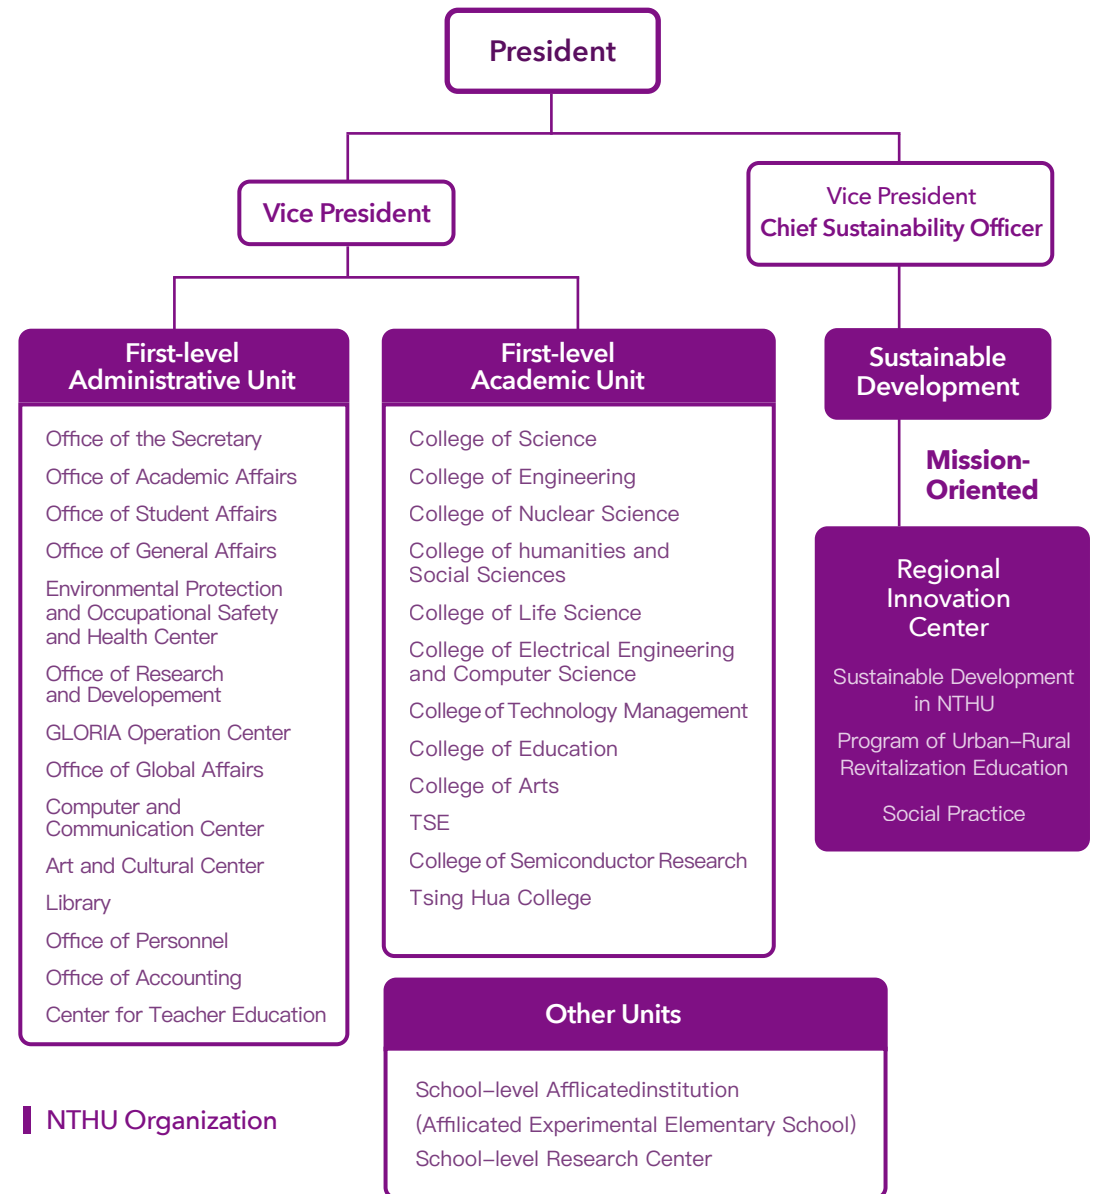 President
Vice President
Vice President
Chief Sustainability Officer
First-level
Administrative Unit
Office of the Secretary
Office of Academic Affairs
Office of Student Affairs
Office of General Affairs
Environmental Protection
and Occupational Safety
and Health Center
Office of Research
and Developement
GLORIA Operation Center
Office of Global Affairs
Computer and
Communication Center
Art and Cultural Center
Library
Office of Personnel
Office of Accounting
Center for Teacher Education
First-level
Academic Unit
College of Science
College of Engineering
College of Nuclear Science
College of humanities and
Social Sciences
College of Life Science
College of Electrical Engineering
and Computer Science
College of Technology Management
College of Education
College of Arts
TSE
College of Semiconductor Research
Tsing Hua College
Sustainable
Development
Mission-
Oriented
Regional
Innovation
Center
Sustainable Development
in NTHU
Program of Urban-Rural
Revitalization Education
Social Practice
Other Units
School-level Afflicatedinstitution
(Affilicated Experimental Elementary School)
School-level Research Center
NTHU Organization